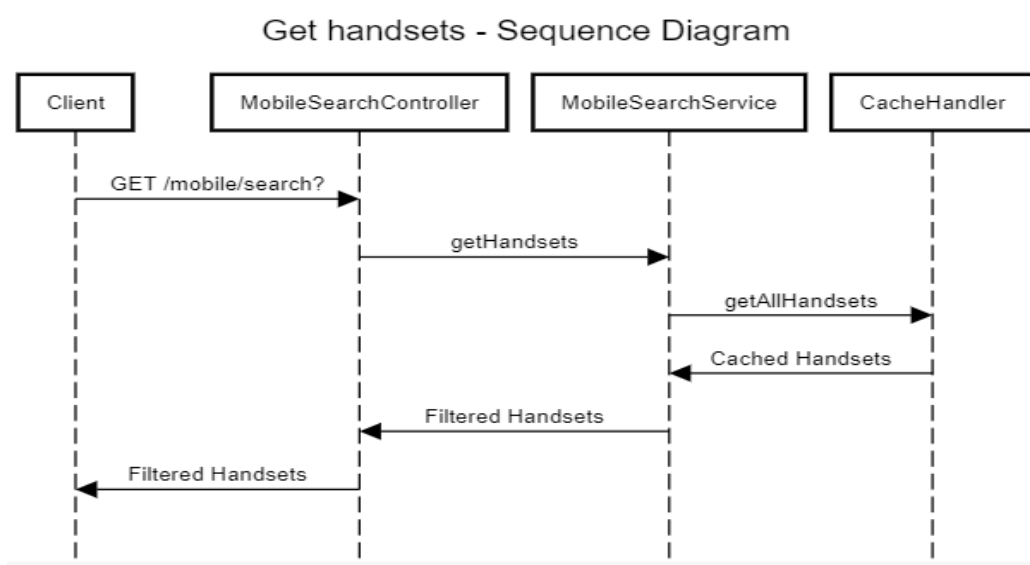 Get handsets - Sequence Diagram
Client
MobileSearchController
MobileSearchService
CacheHandler
GET /mobile/search?
getHandsets
getAllHandsets
Cached Handsets
Filtered Handsets
Filtered Handsets